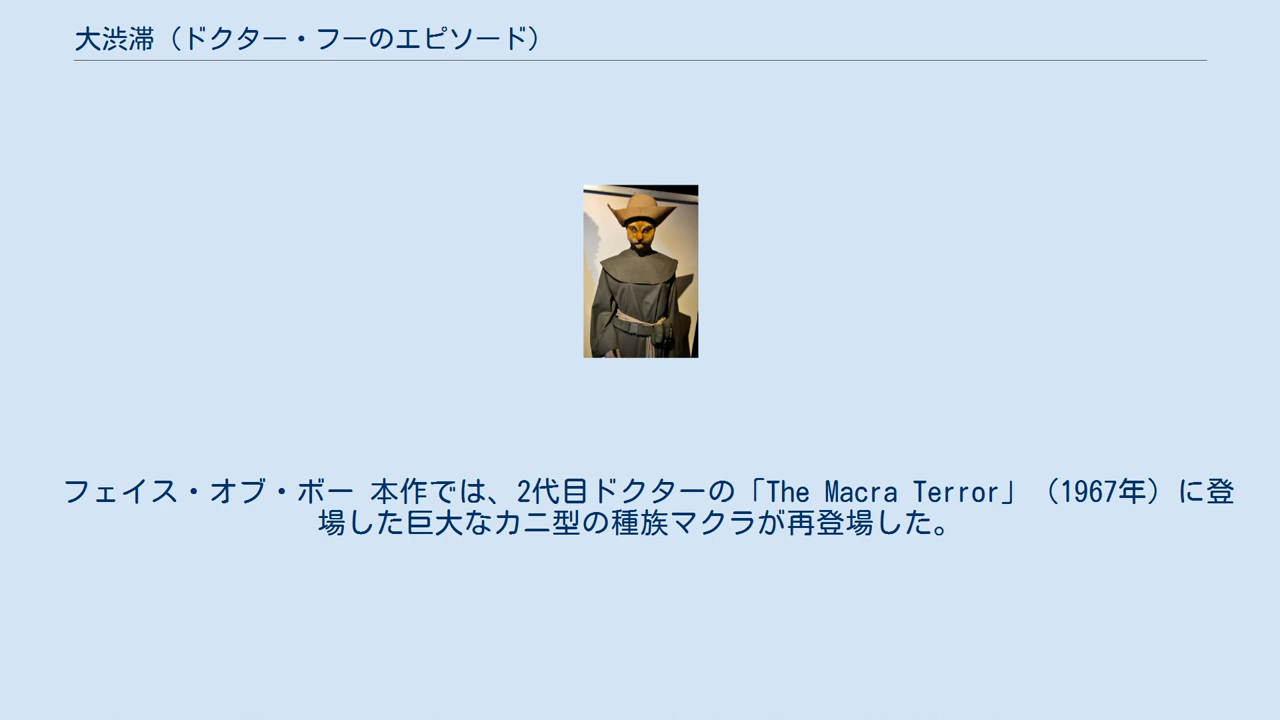 大渋滞（ドクター・フーのエピソード）
フェイス・オブ・ボー 本作では、2代目ドクターの「The Macra Terror」（1967年）に登
場した巨大なカニ型の種族マクラが再登場した。